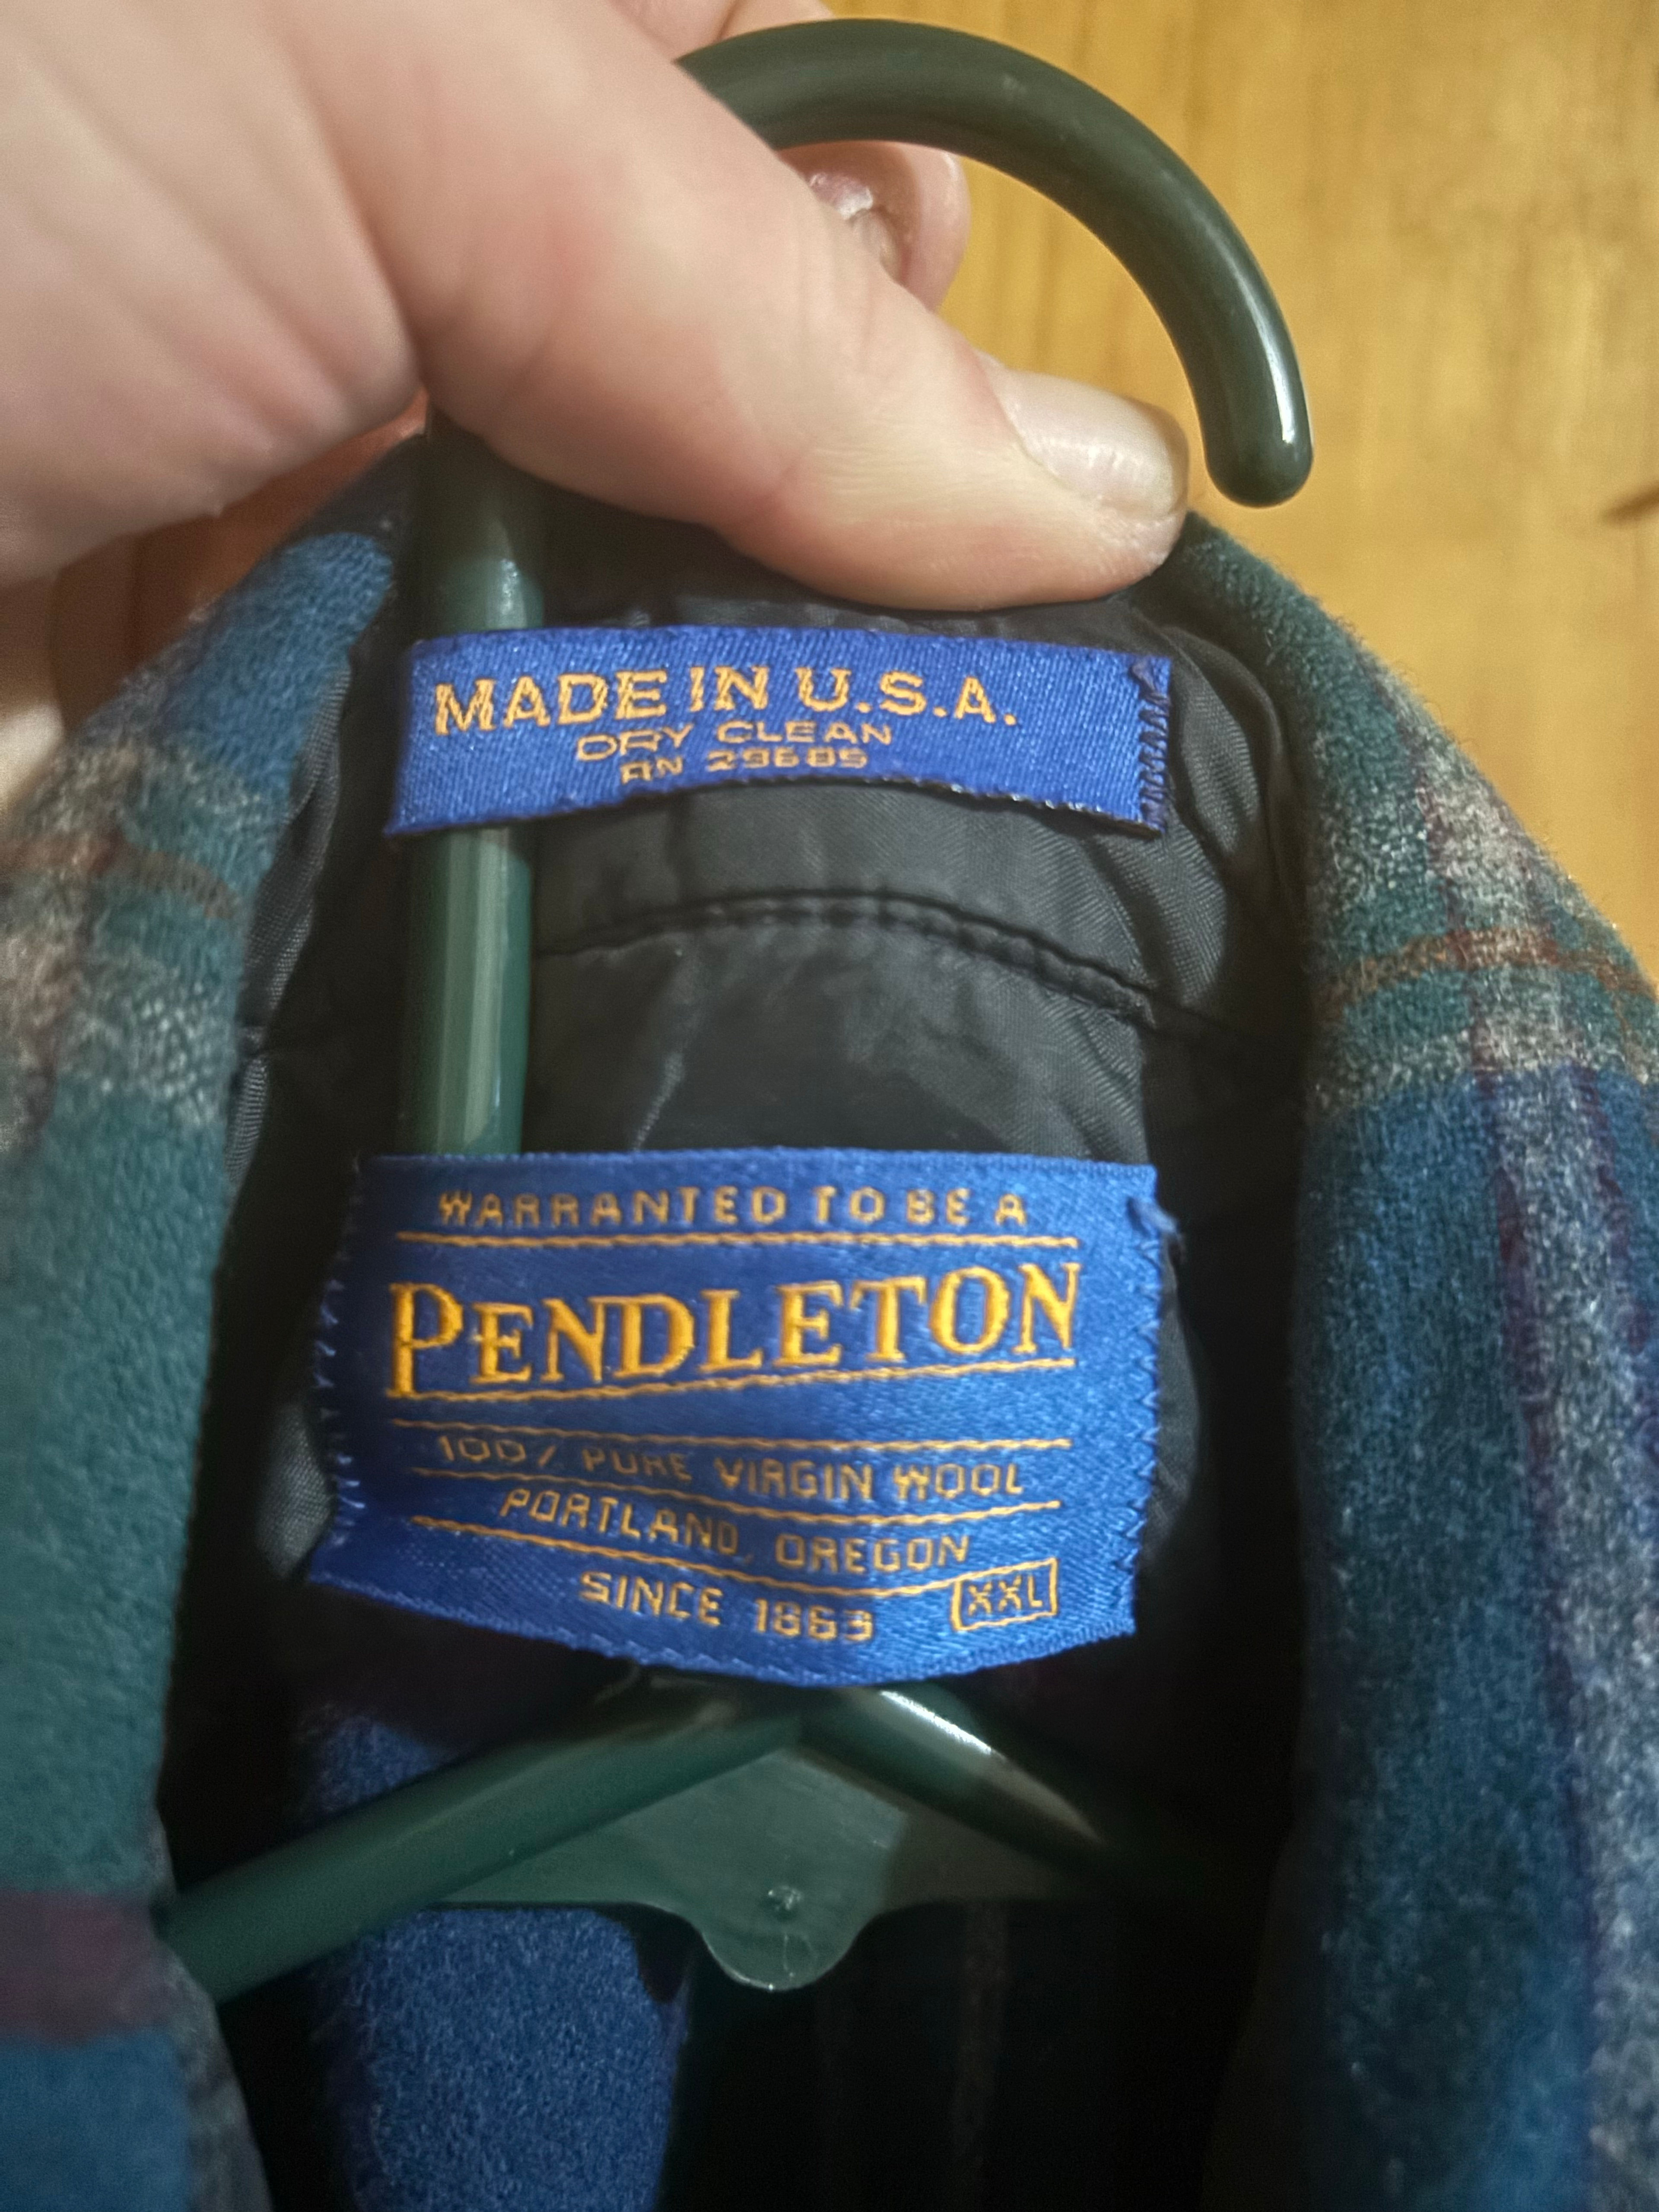 MADE IN U.S.A.
DRY CLEAN
RN 29685
WARRANTED TO BE A
PENDLETON
100% PURE VIRGIN WOOL
PORTLAND, OREGON
SINCE 1863
XXL